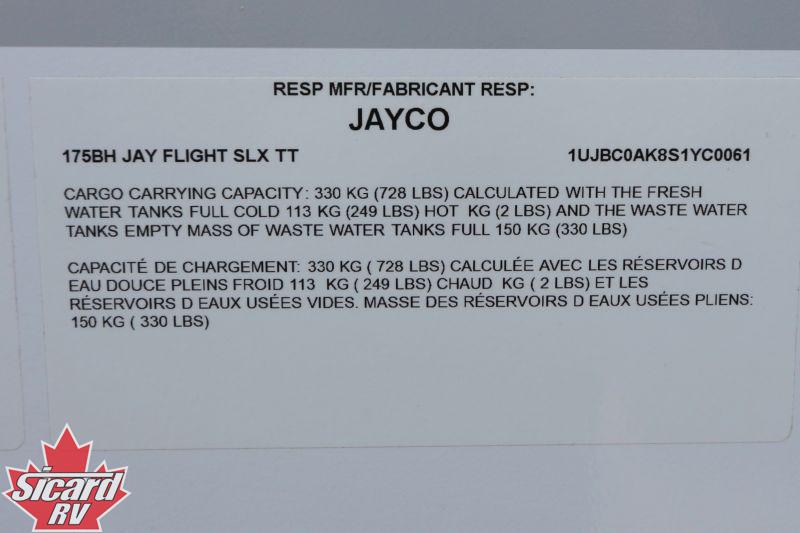 RESP MFR/FABRICANT RESP:
JAYCO
175BH JAY FLIGHT SLX TT 1UJBC0AK8S1YC0061
CARGO CARRYING CAPACITY: 330 KG (728 LBS) CALCULATED WITH THE FRESH
WATER TANKS FULL COLD 113 KG (249 LBS) HOT KG (2 LBS) AND THE WASTE WATER
TANKS EMPTY MASS OF WASTE WATER TANKS FULL 150 KG (330 LBS)
CAPACITÉ DE CHARGEMENT: 330 KG ( 728 LBS) CALCULÉE AVEC LES RÉSERVOIRS D
EAU DOUCE PLEINS FROID 113 KG ( 249 LBS) CHAUD KG ( 2 LBS) ET LES
RÉSERVOIRS D EAUX USÉES VIDES. MASSE DES RÉSERVOIRS D EAUX USÉES PLIENS:
150 KG ( 330 LBS)
Sicard
RV